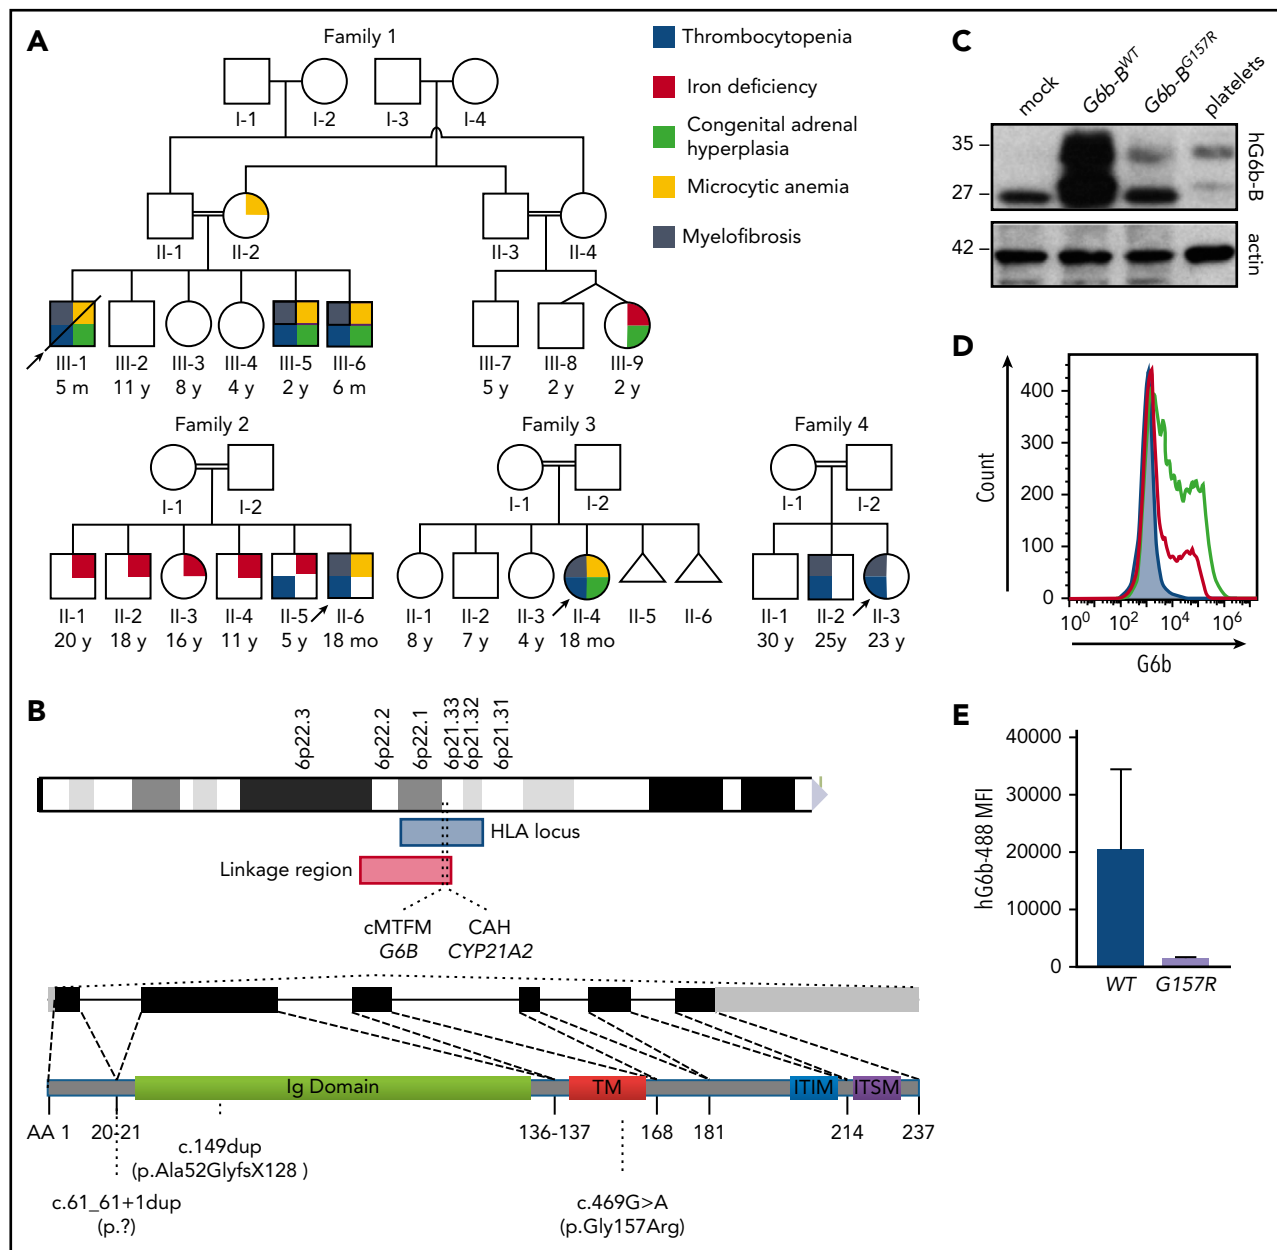 A
Family 1
I-1
I-2
I-3
I-4
II-1
II-2
II-3
II-4
III-1
III-2
III-3
III-4
III-5
III-6
III-7
III-8
III-9
5 m
11 y
8 y
4 y
2 y
6 m
5 y
2 y
2 y
Thrombocytopenia
Iron deficiency
Congenital adrenal
hyperplasia
Microcytic anemia
Myelofibrosis
Family 2
I-1
I-2
II-1
II-2
II-3
II-4
II-5
II-6
20 y
18 y
16 y
11 y
5 y
18 mo
Family 3
I-1
I-2
II-1
II-2
II-3
II-4
II-5
II-6
8 y
7 y
4 y
18 mo
Family 4
I-1
I-2
II-1
II-2
II-3
30 y
25y
23 y
B
6p22.3
6p22.2
6p22.1
6p21.33
6p21.32
6p21.31
HLA locus
Linkage region
cMTFM
G6B
CAH
CYP21A2
Ig Domain
TM
ITIM
ITSM
AA 1
20-21
136-137
168
181
214
237
c.149dup
(p.Ala52GlyfsX128 )
c.61_61+1dup
(p.?)
c.469G>A
(p.Gly157Arg)
C
mock
G6b-B^WT
G6b-B^G157R
platelets
35
27
hG6b-B
42
actin
D
400
300
200
100
0
Count
10^0
10^2
10^4
10^6
G6b
E
40000
30000
20000
10000
0
hG6b-488 MFI
WT
G157R